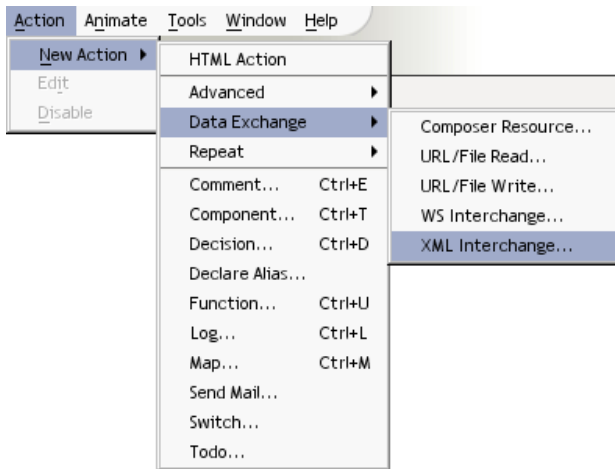 Action Animate Tools Window Help
New Action
Edit
Disable
HTML Action
Advanced
Data Exchange
Repeat
Comment... Ctrl+E
Component... Ctrl+T
Decision... Ctrl+D
Declare Alias...
Function... Ctrl+U
Log... Ctrl+L
Map... Ctrl+M
Send Mail...
Switch...
Todo...
Composer Resource...
URL/File Read...
URL/File Write...
WS Interchange...
XML Interchange...